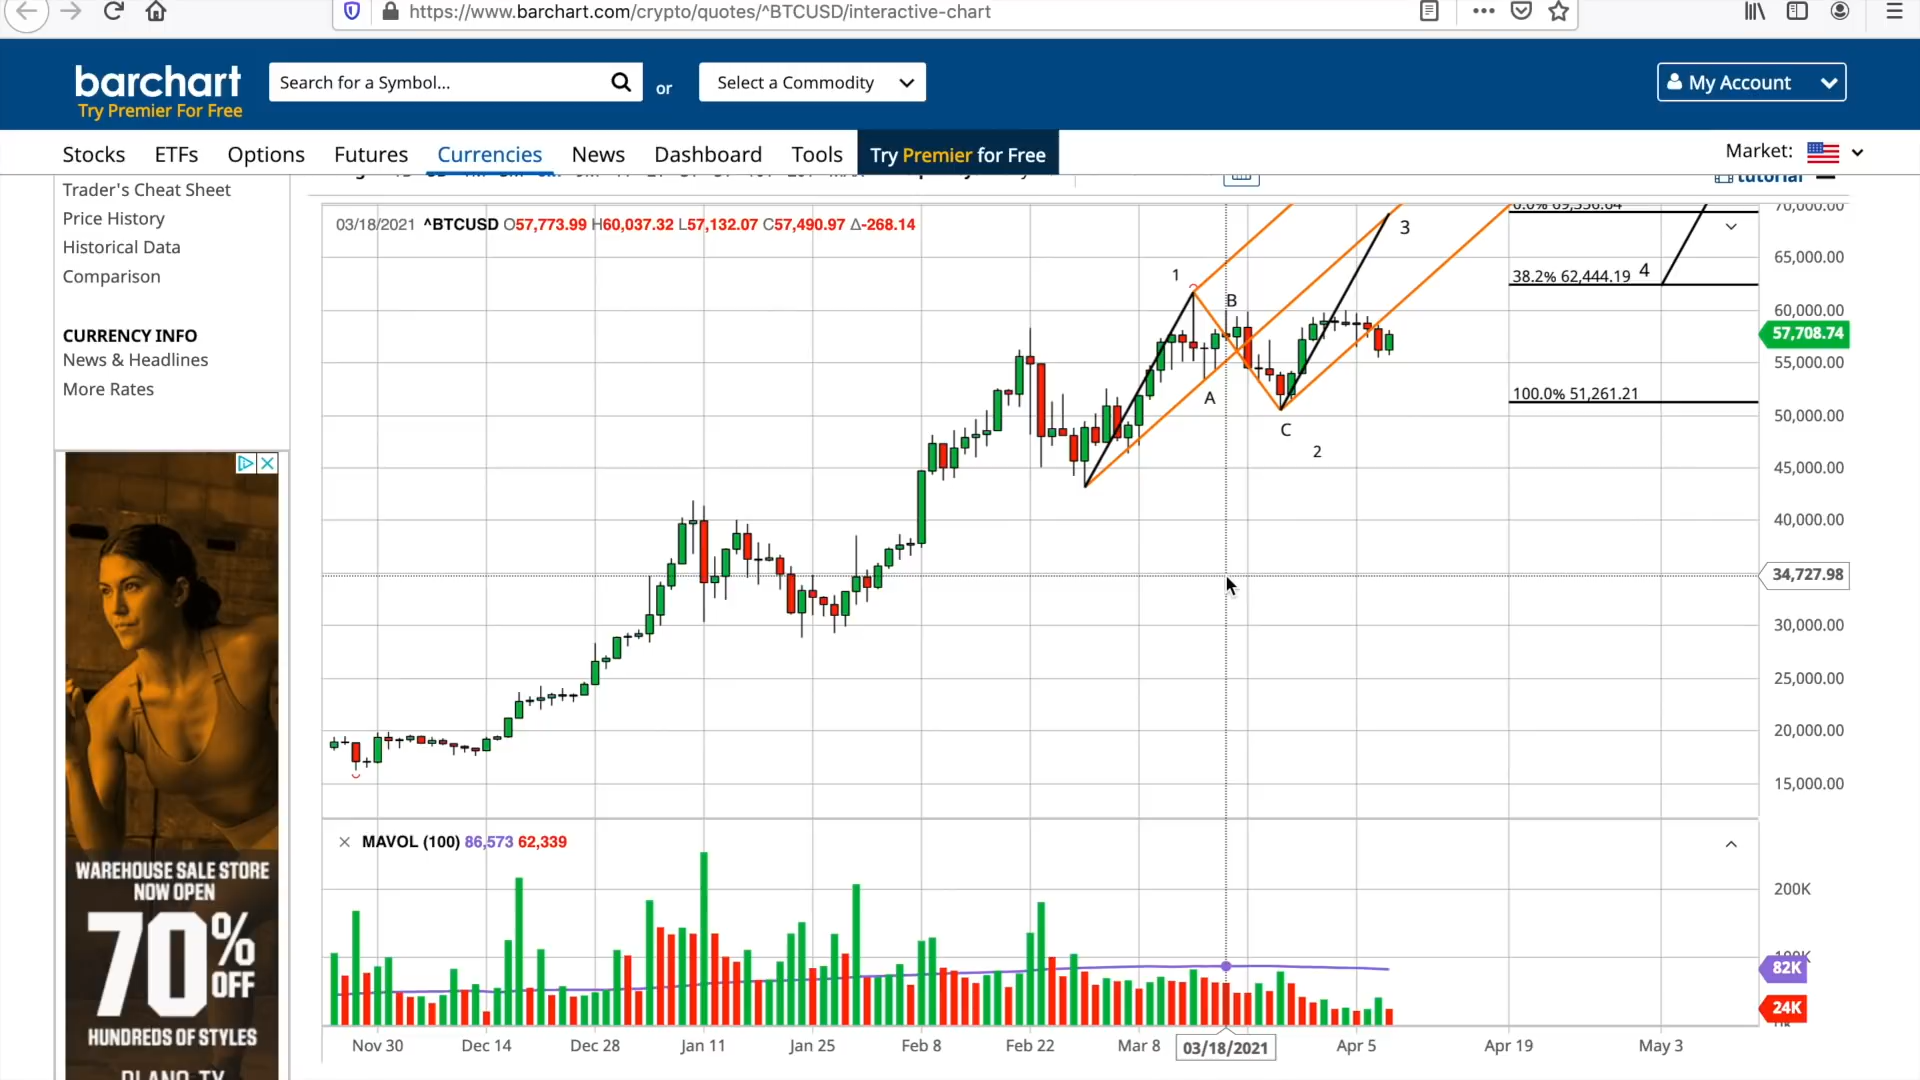 https://www.barchart.com/crypto/quotes/^BTCUSD/interactive-chart
barchart
Try Premier For Free
Search for a Symbol...
or
Select a Commodity
My Account
Stocks
ETFs
Options
Futures
Currencies
News
Dashboard
Tools
Try Premier for Free
Market:
tutorial
Trader's Cheat Sheet
Price History
Historical Data
Comparison
CURRENCY INFO
News & Headlines
More Rates
03/18/2021 ^BTCUSD O57,773.99 H60,037.32 L57,132.07 C57,490.97 Δ-268.14
1
B
A
C
2
3
4
38.2% 62,444.19
100.0% 51,261.21
70,000.00
65,000.00
60,000.00
57,708.74
55,000.00
50,000.00
45,000.00
40,000.00
34,727.98
30,000.00
25,000.00
20,000.00
15,000.00
MAVOL (100) 86,573 62,339
200K
82K
24K
Nov 30
Dec 14
Dec 28
Jan 11
Jan 25
Feb 8
Feb 22
Mar 8
03/18/2021
Apr 5
Apr 19
May 3
WAREHOUSE SALE STORE
NOW OPEN
70%
OFF
HUNDREDS OF STYLES
PLANO, TX